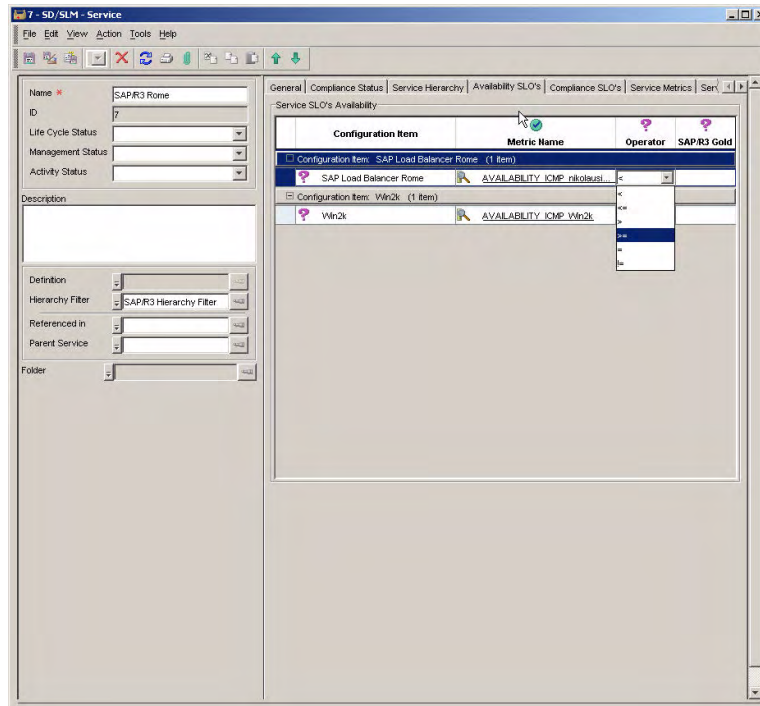 7 - SD/SLM - Service
File Edit View Action Tools Help
Name *
SAP/R3 Rome
ID
7
Life Cycle Status
Management Status
Activity Status
Description
Definition
Hierarchy Filter
SAP/R3 Hierarchy Filter
Referenced in
Parent Service
Folder
General Compliance Status Service Hierarchy Availability SLO's Compliance SLO's Service Metrics Ser
Service SLO's Availability
Configuration Item Metric Name Operator SAP/R3 Gold
Configuration Item: SAP Load Balancer Rome (1 item)
SAP Load Balancer Rome AVAILABILITY_ICMP_nikolausi... <
<
Configuration Item: Win2k (1 item)
<=
Win2k AVAILABILITY_ICMP_Win2k
>
>=
=
!=